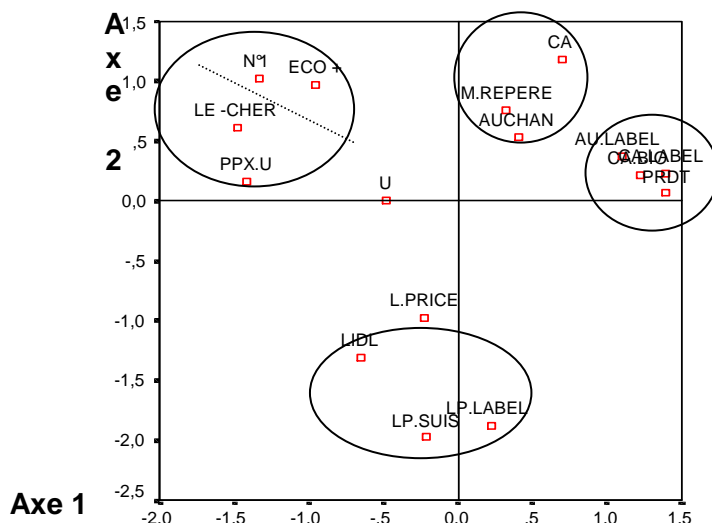 A
x
e
2
1,5
1,0
,5
0,0
-,5
-1,0
-1,5
-2,0
-2,5
N°1
ECO +
LE -CHER
PPX.U
U
CA
M.REPERE
AUCHAN
AU.LABEL
CA.LABEL
CA.BIO
PRDT
L.PRICE
LIDL
LP.LABEL
LP.SUIS
Axe 1
-2.0
-1.5
-1.0
-.5
0.0
.5
1.0
1.5